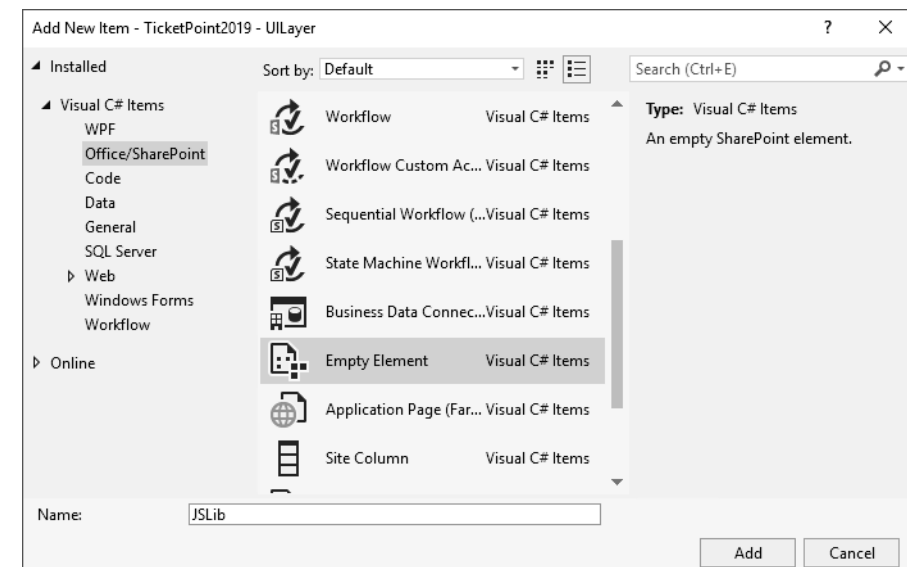 Add New Item - TicketPoint2019 - UILayer
? ×
Installed
Sort by: Default
Search (Ctrl+E)
Visual C# Items
WPF
Office/SharePoint
Code
Data
General
SQL Server
Web
Windows Forms
Workflow
Online
Workflow Visual C# Items
Workflow Custom Ac... Visual C# Items
Sequential Workflow (...Visual C# Items
State Machine Workfl... Visual C# Items
Business Data Connec...Visual C# Items
Empty Element Visual C# Items
Application Page (Far... Visual C# Items
Site Column Visual C# Items
Type: Visual C# Items
An empty SharePoint element.
Name: JSLib
Add Cancel